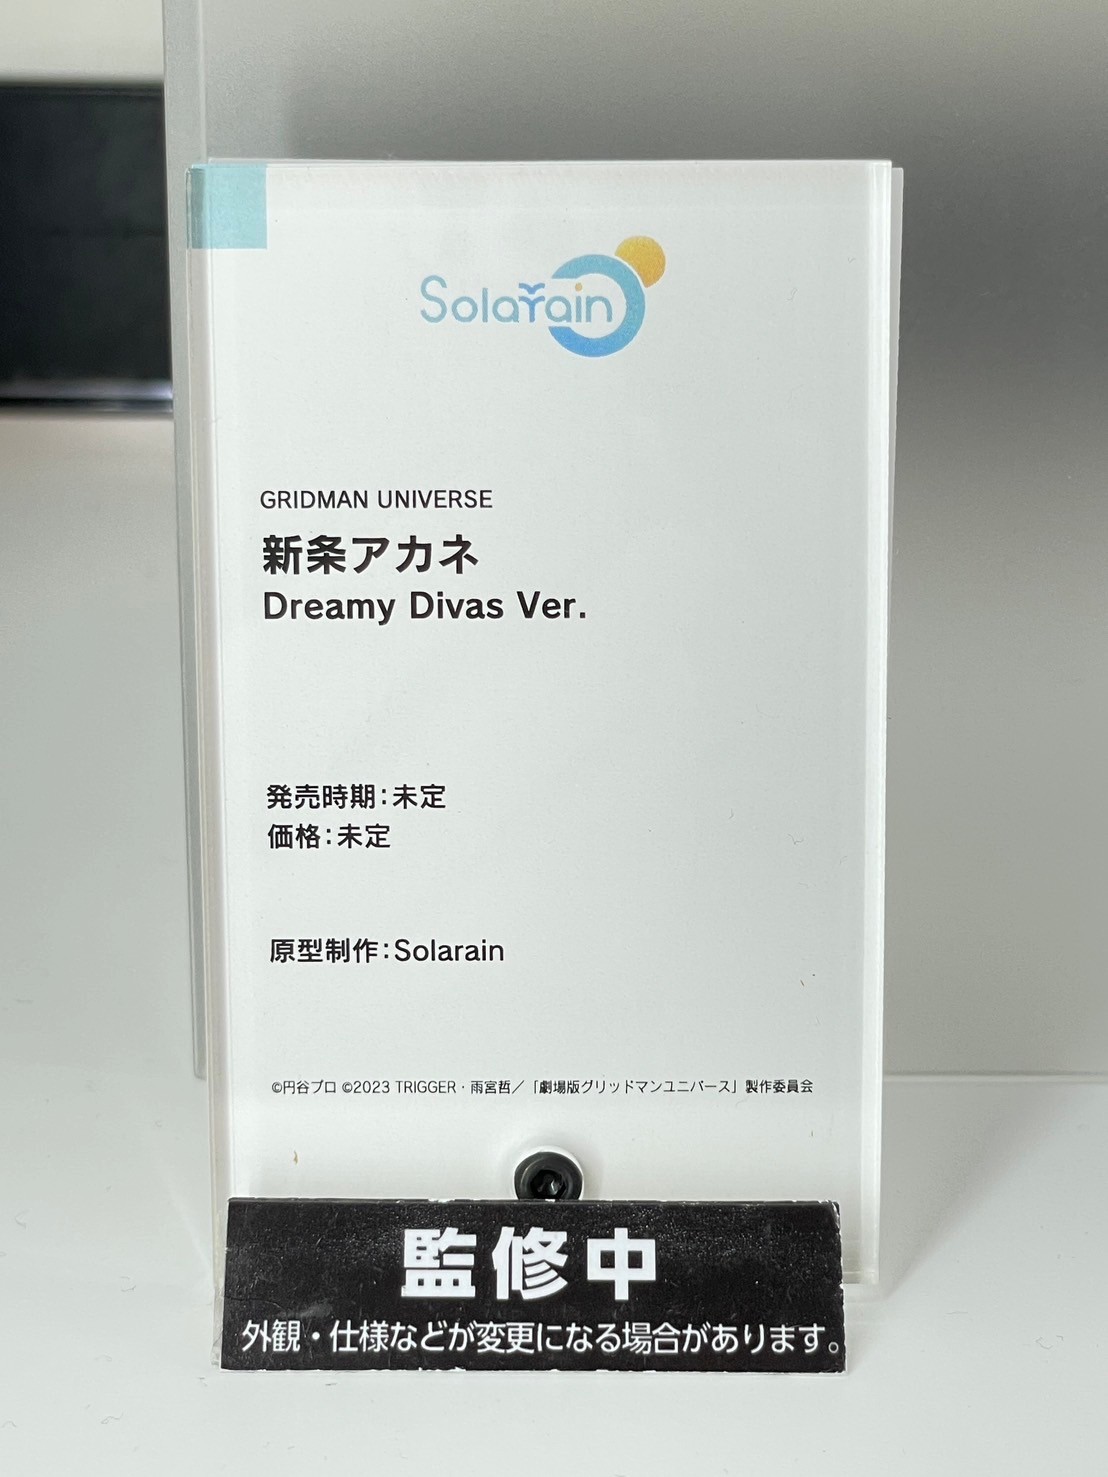 Solarain
GRIDMAN UNIVERSE
新条アカネ
Dreamy Divas Ver.
発売時期：未定
価格：未定
原型制作：Solarain
©円谷プロ ©2023 TRIGGER・雨宮哲／「劇場版グリッドマンユニバース」製作委員会
監修中
外観・仕様などが変更になる場合があります。